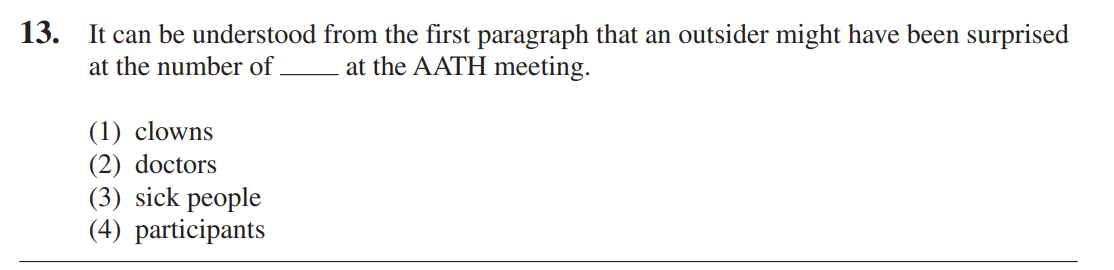 13. It can be understood from the first paragraph that an outsider might have been surprised
at the number of ____ at the AATH meeting.
(1) clowns
(2) doctors
(3) sick people
(4) participants